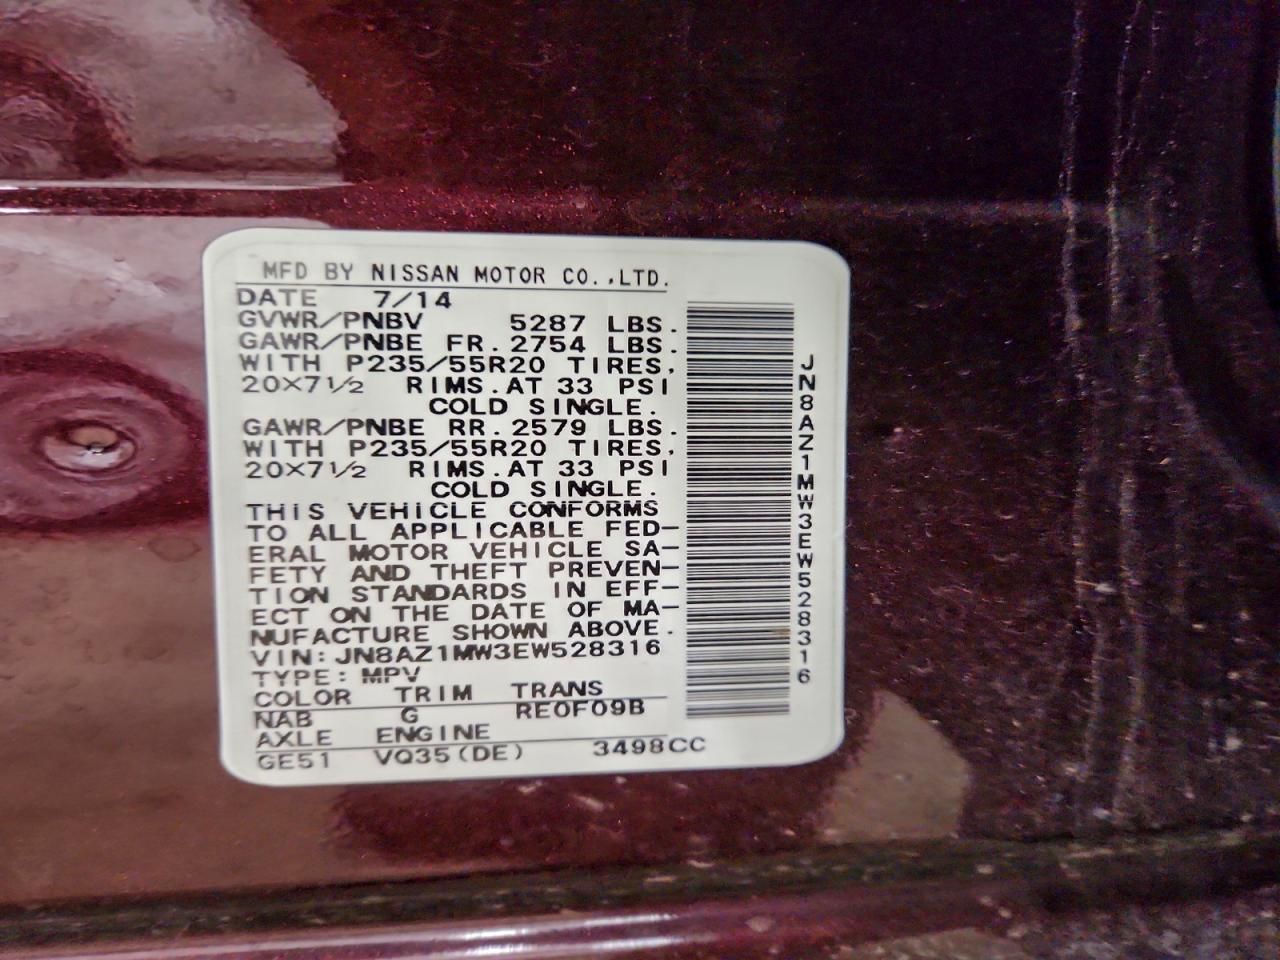 MFD BY NISSAN MOTOR CO.,LTD.
DATE 7/14
GVWR/PNBV 5287 LBS.
GAWR/PNBE FR.2754 LBS.
WITH P235/55R20 TIRES,
20X7½ RIMS.AT 33 PSI
COLD SINGLE.
GAWR/PNBE RR.2579 LBS.
WITH P235/55R20 TIRES,
20X7½ RIMS.AT 33 PSI
COLD SINGLE.
THIS VEHICLE CONFORMS
TO ALL APPLICABLE FED-
ERAL MOTOR VEHICLE SA-
FETY AND THEFT PREVEN-
TION STANDARDS IN EFF-
ECT ON THE DATE OF MA-
NUFACTURE SHOWN ABOVE.
VIN:JN8AZ1MW3EW528316
TYPE:MPV
COLOR TRIM TRANS
NAB G RE0F09B
AXLE ENGINE
GE51 VQ35(DE) 3498CC
JN8AZ1MW3EW528316